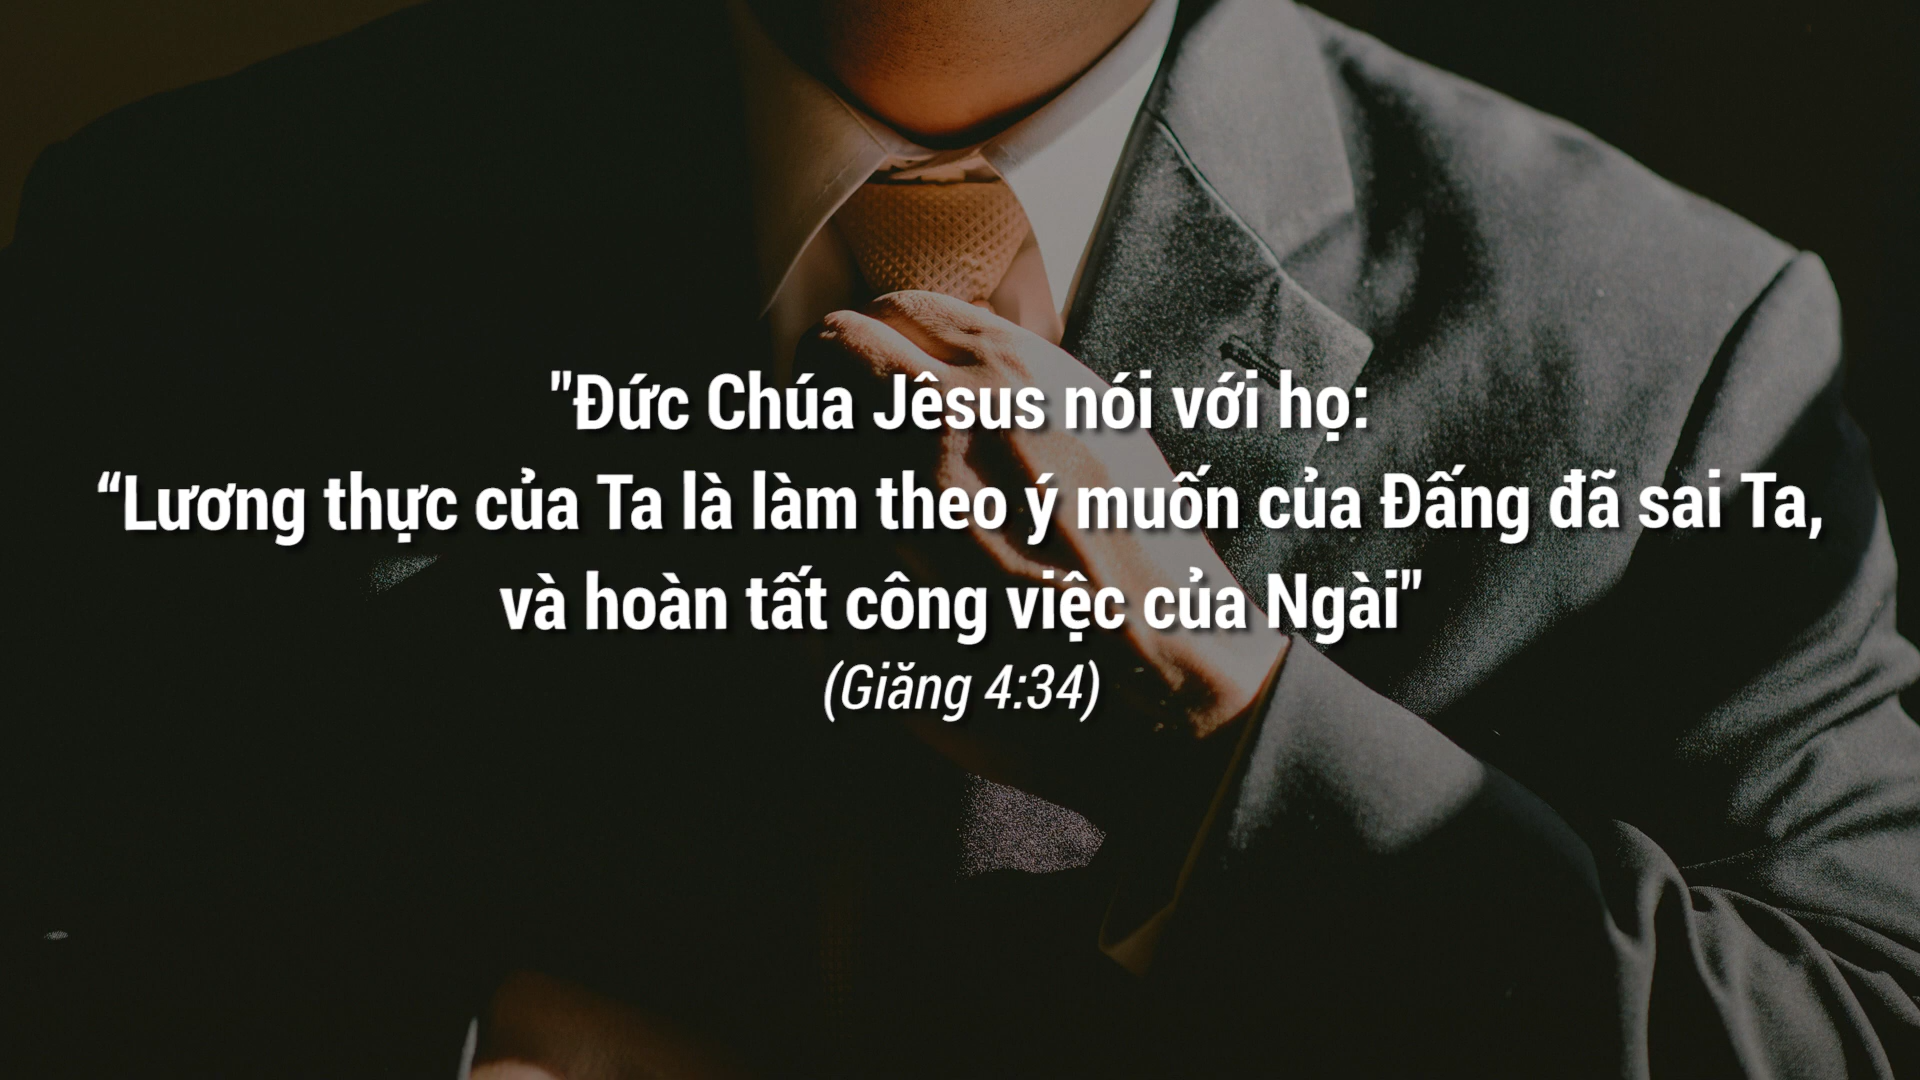 "Đức Chúa Jêsus nói với họ:
“Lương thực của Ta là làm theo ý muốn của Đấng đã sai Ta,
và hoàn tất công việc của Ngài"
(Giăng 4:34)